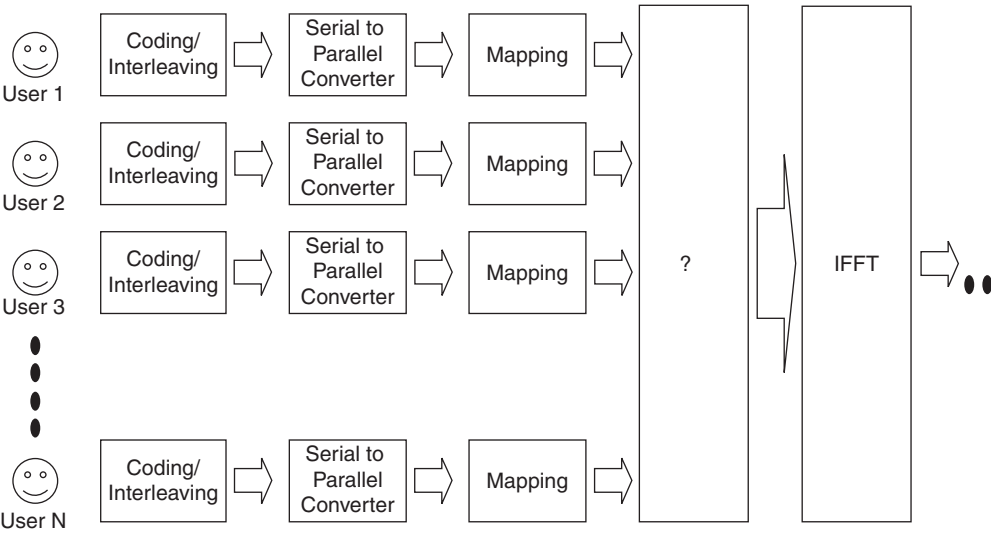 Coding/
Interleaving
Serial to
Parallel
Converter
Mapping
User 1
Coding/
Interleaving
Serial to
Parallel
Converter
Mapping
User 2
Coding/
Interleaving
Serial to
Parallel
Converter
Mapping
User 3
?
IFFT
Coding/
Interleaving
Serial to
Parallel
Converter
Mapping
User N